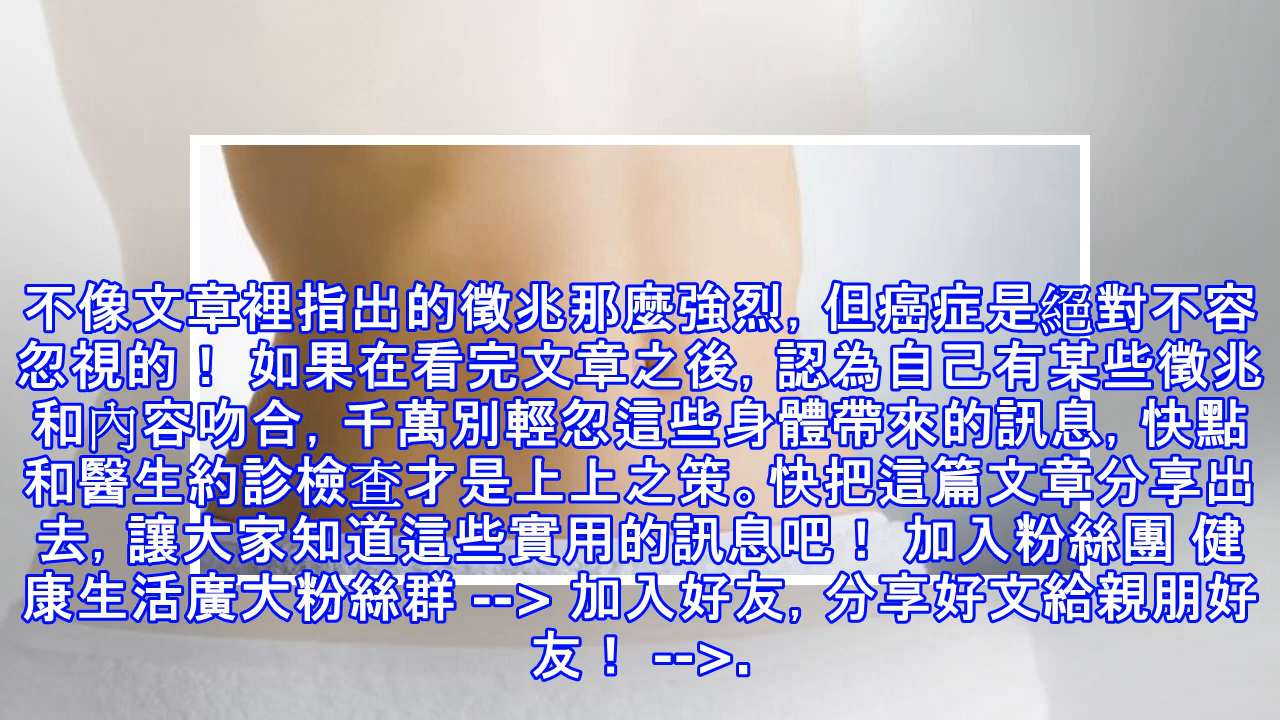 不像文章裡指出的徵兆那麼強烈, 但癌症是絕對不容
忽視的！ 如果在看完文章之後, 認為自己有某些徵兆
和內容吻合, 千萬別輕忽這些身體帶來的訊息, 快點
和醫生約診檢查才是上上之策。快把這篇文章分享出
去, 讓大家知道這些實用的訊息吧！ 加入粉絲團 健
康生活廣大粉絲群 --> 加入好友, 分享好文給親朋好
友！ -->.